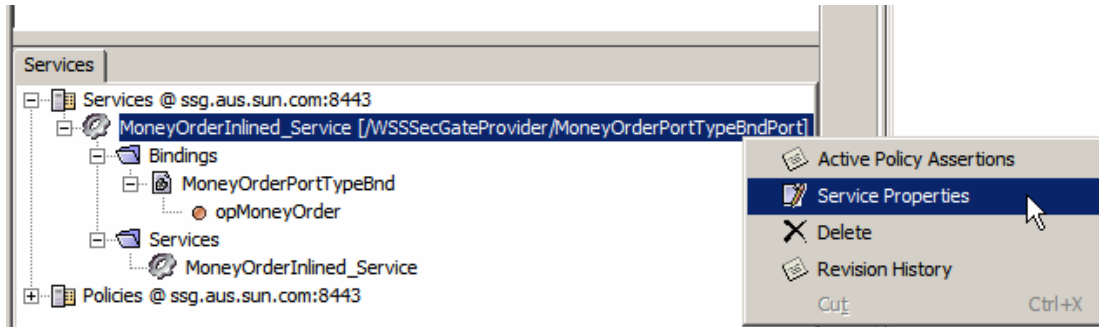 Services
Services @ ssg.aus.sun.com:8443
MoneyOrderInlined_Service [/WSSSecGateProvider/MoneyOrderPortTypeBndPort]
Bindings
MoneyOrderPortTypeBnd
opMoneyOrder
Services
MoneyOrderInlined_Service
Policies @ ssg.aus.sun.com:8443
Active Policy Assertions
Service Properties
Delete
Revision History
Cut Ctrl+X